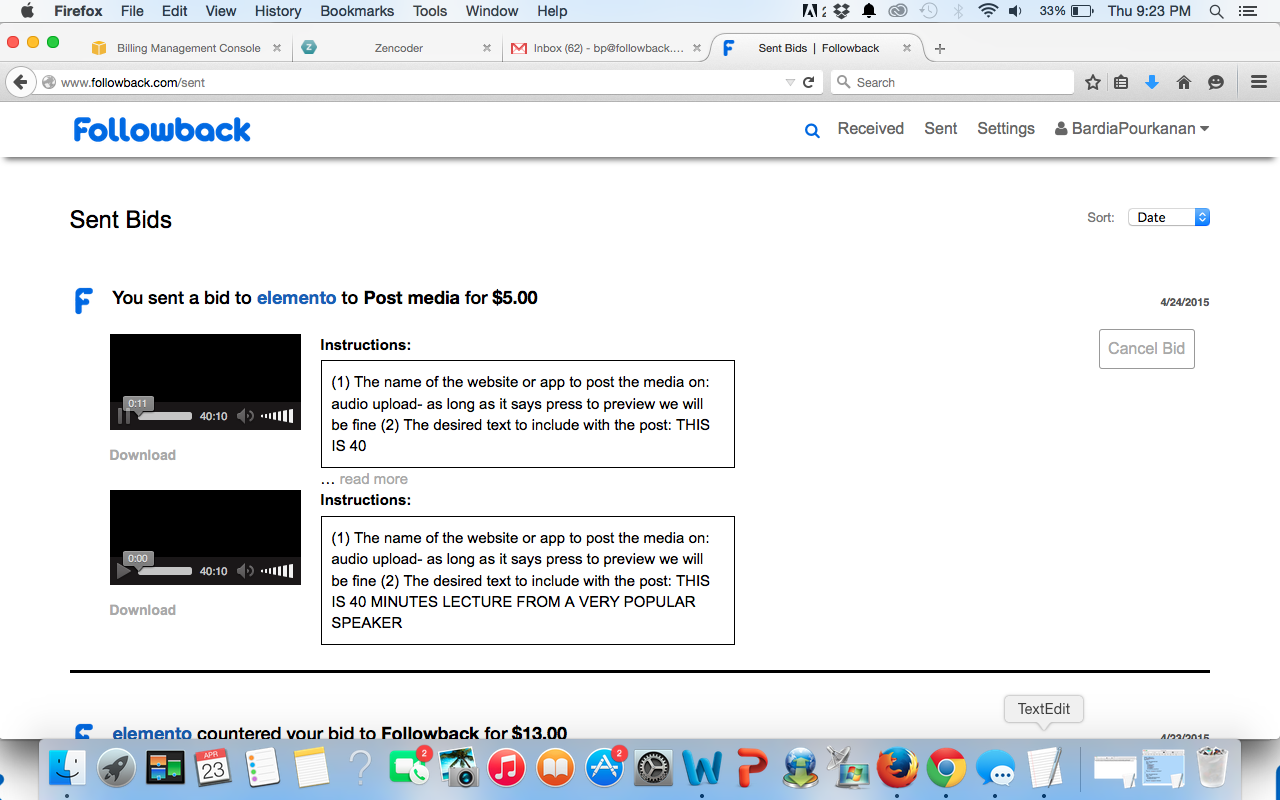 Firefox File Edit View History Bookmarks Tools Window Help 2 33% Thu 9:23 PM
Billing Management Console Zencoder Inbox (62) - bp@followback.... Sent Bids | Followback
www.followback.com/sent Search
Followback Received Sent Settings BardiaPourkanan
Sent Bids Sort: Date
You sent a bid to elemento to Post media for $5.00 4/24/2015
Instructions: Cancel Bid
(1) The name of the website or app to post the media on:
audio upload- as long as it says press to preview we will
be fine (2) The desired text to include with the post: THIS
IS 40
0:11
40:10
Download
... read more
Instructions:
(1) The name of the website or app to post the media on:
audio upload- as long as it says press to preview we will
be fine (2) The desired text to include with the post: THIS
IS 40 MINUTES LECTURE FROM A VERY POPULAR
SPEAKER
0:00
40:10
Download
TextEdit
elemento countered your bid to Followback for $13.00 4/23/2015
APR
23
2
2